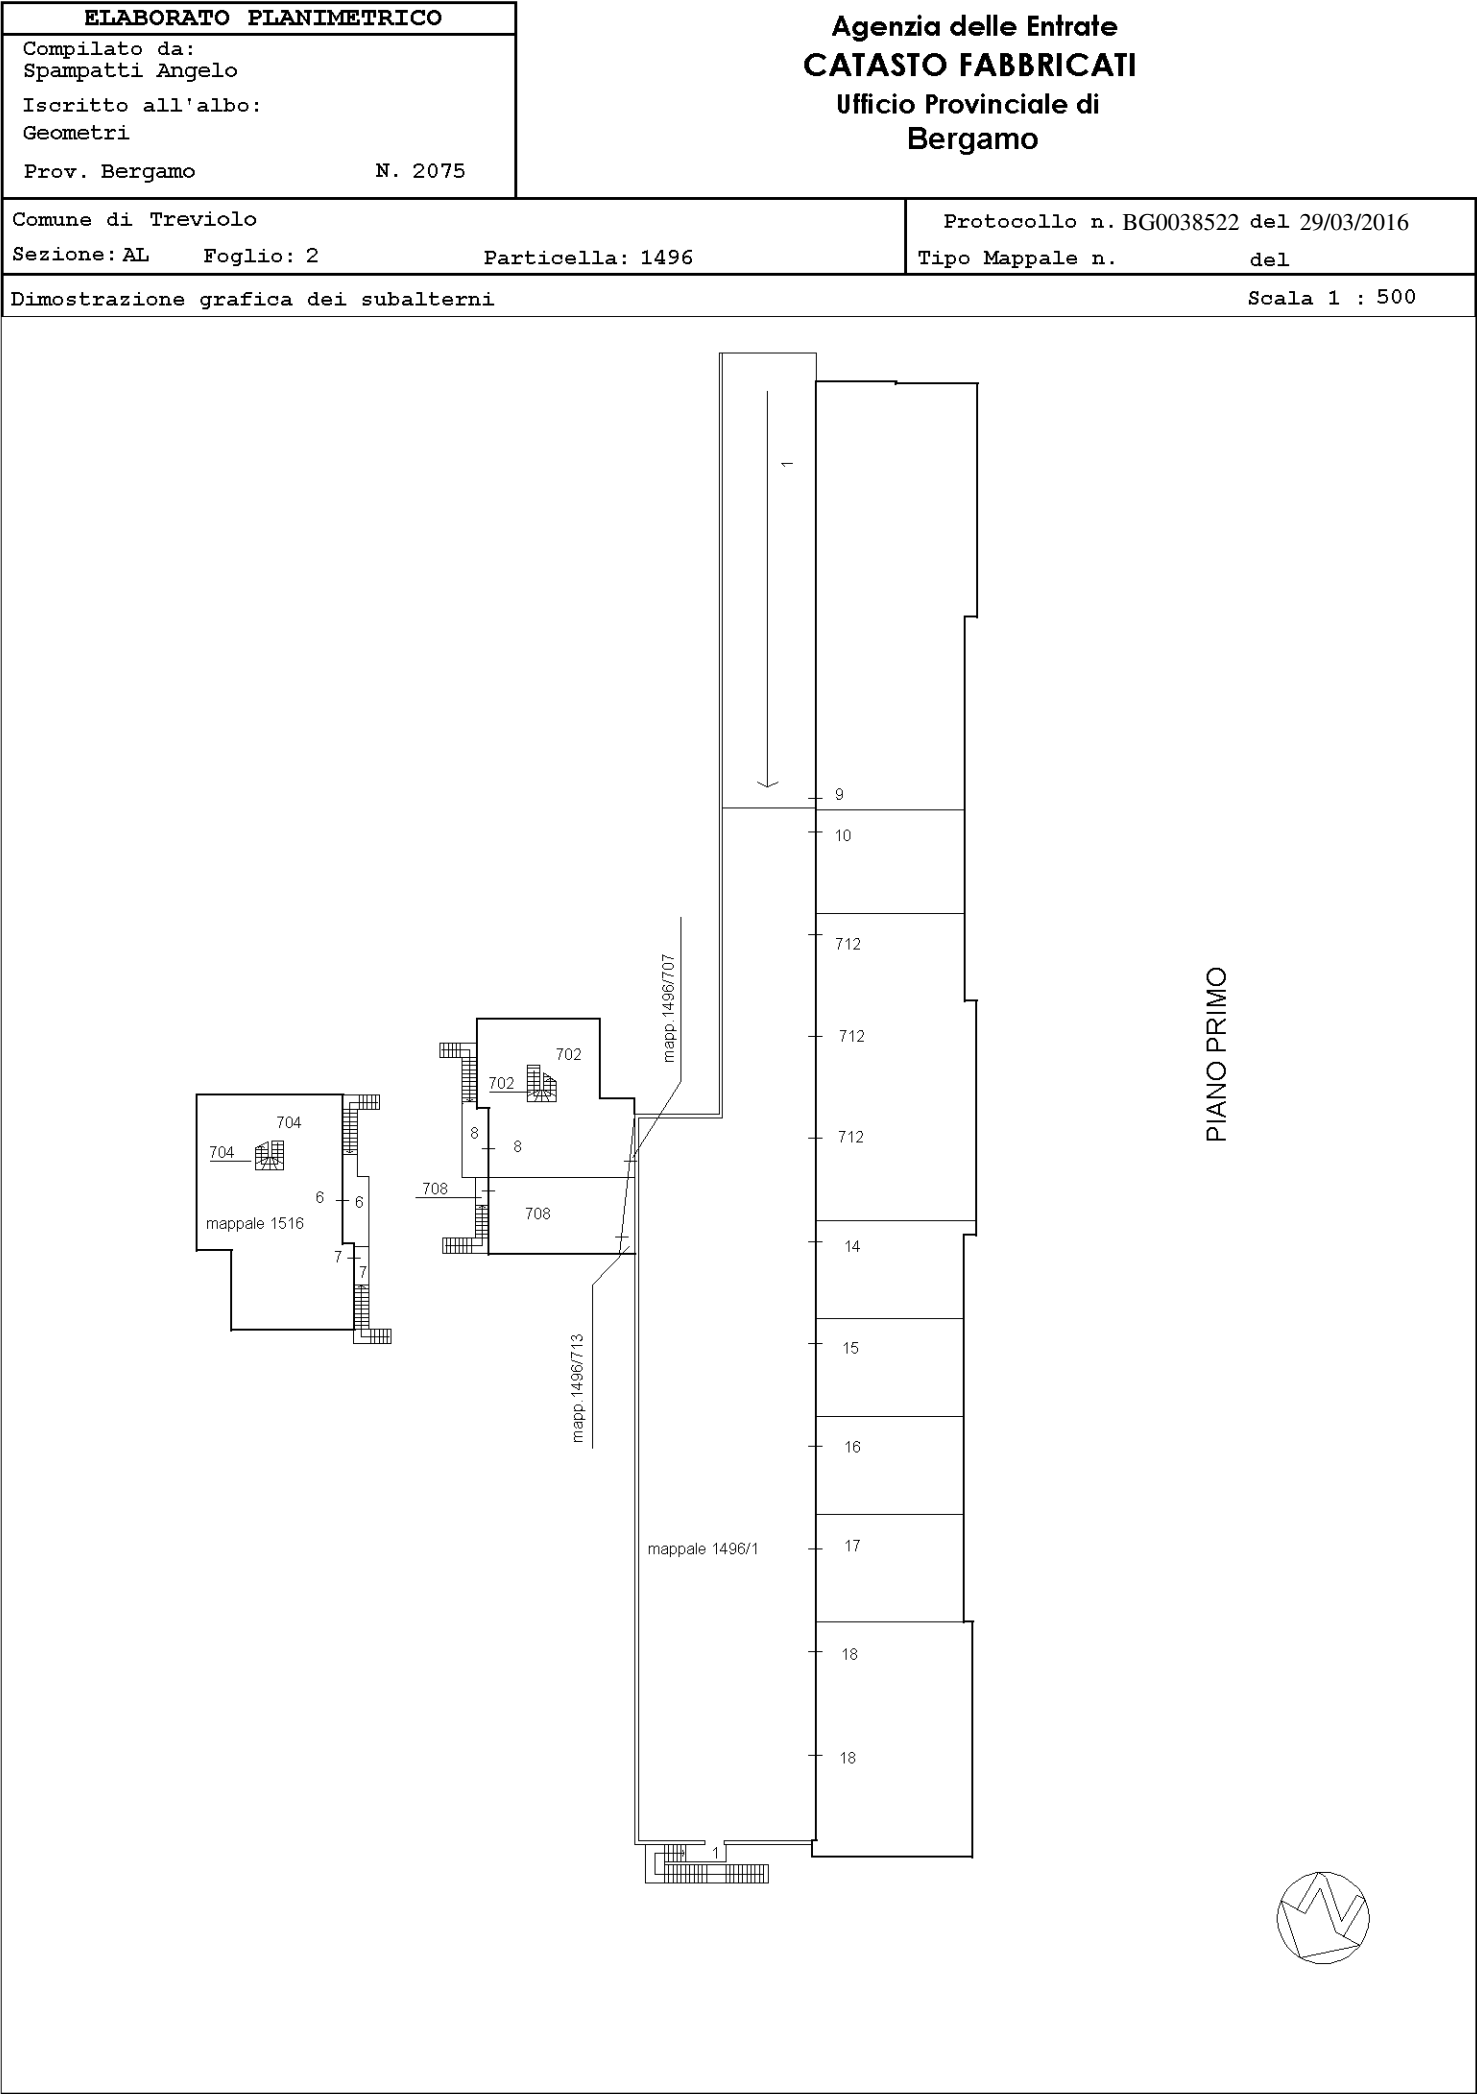 ELABORATO PLANIMETRICO
Compilato da:
Spampatti Angelo
Iscritto all'albo:
Geometri
Prov. Bergamo N. 2075
Agenzia delle Entrate
CATASTO FABBRICATI
Ufficio Provinciale di
Bergamo
Comune di Treviolo
Sezione: AL Foglio: 2 Particella: 1496
Protocollo n. BG0038522 del 29/03/2016
Tipo Mappale n. del
Dimostrazione grafica dei subalterni Scala 1 : 500
1
9
10
712
712
712
14
15
16
17
18
18
mappale 1496/1
1
mapp.1496/707
702
702
8
8
708
708
mapp.1496/713
704
704
6
6
mappale 1516
7
7
PIANO PRIMO
N